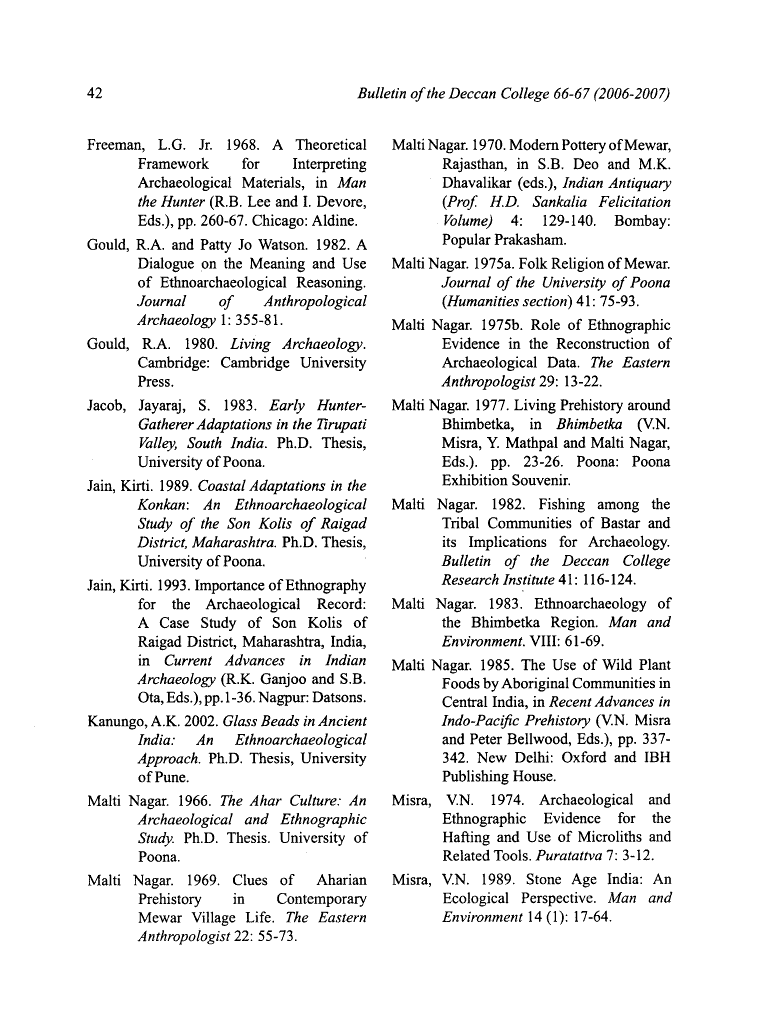 42
Bulletin of the Deccan College 66-67 (2006-2007)
Freeman, L.G. Jr. 1968. A Theoretical
Framework for Interpreting
Archaeological Materials, in Man
the Hunter (R.B. Lee and I. Devore,
Eds.), pp. 260-67. Chicago: Aldine.
Gould, R.A. and Patty Jo Watson. 1982. A
Dialogue on the Meaning and Use
of Ethnoarchaeological Reasoning.
Journal of Anthropological
Archaeology 1: 355-81.
Gould, R.A. 1980. Living Archaeology.
Cambridge: Cambridge University
Press.
Jacob, Jayaraj, S. 1983. Early Hunter-
Gatherer Adaptations in the Tirupati
Valley, South India. Ph.D. Thesis,
University of Poona.
Jain, Kirti. 1989. Coastal Adaptations in the
Konkan: An Ethnoarchaeological
Study of the Son Kolis of Raigad
District, Maharashtra. Ph.D. Thesis,
University of Poona.
Jain, Kirti. 1993. Importance of Ethnography
for the Archaeological Record:
A Case Study of Son Kolis of
Raigad District, Maharashtra, India,
in Current Advances in Indian
Archaeology (R.K. Ganjoo and S.B.
Ota, Eds.), pp.1-36. Nagpur: Datsons.
Kanungo, A.K. 2002. Glass Beads in Ancient
India: An Ethnoarchaeological
Approach. Ph.D. Thesis, University
of Pune.
Malti Nagar. 1966. The Ahar Culture: An
Archaeological and Ethnographic
Study. Ph.D. Thesis. University of
Poona.
Malti Nagar. 1969. Clues of Aharian
Prehistory in Contemporary
Mewar Village Life. The Eastern
Anthropologist 22: 55-73.
Malti Nagar. 1970. Modern Pottery of Mewar,
Rajasthan, in S.B. Deo and M.K.
Dhavalikar (eds.), Indian Antiquary
(Prof. H.D. Sankalia Felicitation
Volume) 4: 129-140. Bombay:
Popular Prakasham.
Malti Nagar. 1975a. Folk Religion of Mewar.
Journal of the University of Poona
(Humanities section) 41: 75-93.
Malti Nagar. 1975b. Role of Ethnographic
Evidence in the Reconstruction of
Archaeological Data. The Eastern
Anthropologist 29: 13-22.
Malti Nagar. 1977. Living Prehistory around
Bhimbetka, in Bhimbetka (V.N.
Misra, Y. Mathpal and Malti Nagar,
Eds.). pp. 23-26. Poona: Poona
Exhibition Souvenir.
Malti Nagar. 1982. Fishing among the
Tribal Communities of Bastar and
its Implications for Archaeology.
Bulletin of the Deccan College
Research Institute 41: 116-124.
Malti Nagar. 1983. Ethnoarchaeology of
the Bhimbetka Region. Man and
Environment. VIII: 61-69.
Malti Nagar. 1985. The Use of Wild Plant
Foods by Aboriginal Communities in
Central India, in Recent Advances in
Indo-Pacific Prehistory (V.N. Misra
and Peter Bellwood, Eds.), pp. 337-
342. New Delhi: Oxford and IBH
Publishing House.
Misra, V.N. 1974. Archaeological and
Ethnographic Evidence for the
Hafting and Use of Microliths and
Related Tools. Puratattva 7: 3-12.
Misra, V.N. 1989. Stone Age India: An
Ecological Perspective. Man and
Environment 14 (1): 17-64.